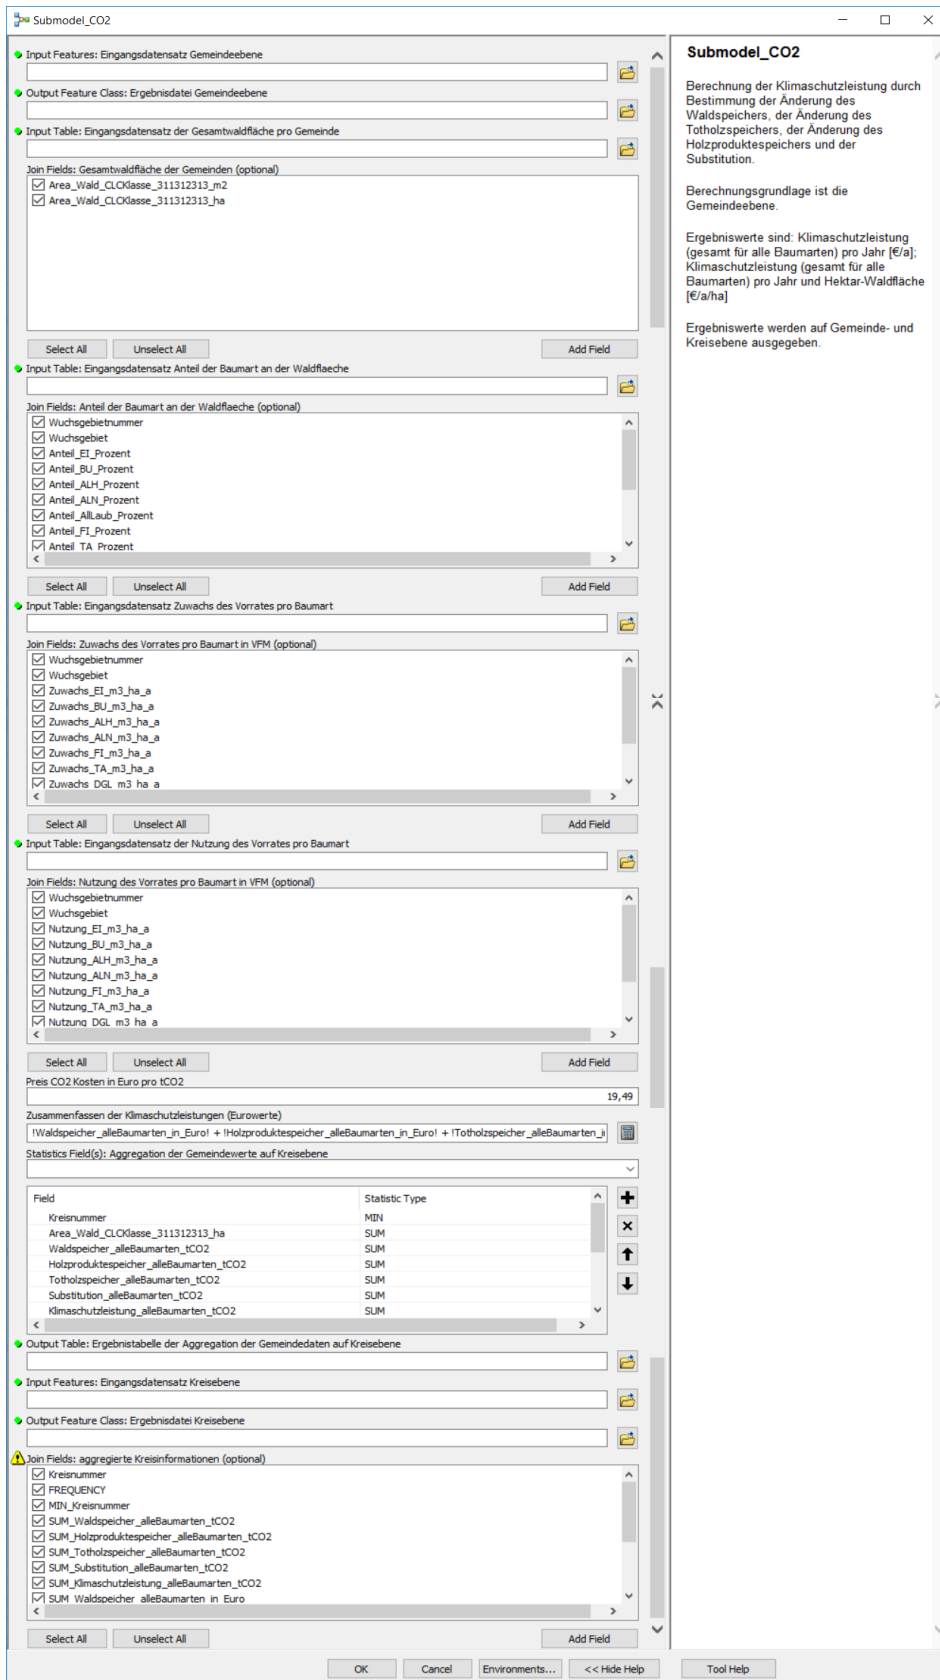 Submodel_CO2
Input Features: Eingangsdatensatz Gemeindeebene
Output Feature Class: Ergebnisdatei Gemeindeebene
Input Table: Eingangsdatensatz der Gesamtwaldfläche pro Gemeinde
Join Fields: Gesamtwaldfläche der Gemeinden (optional)
Area_Wald_CLCKlasse_311312313_m2
Area_Wald_CLCKlasse_311312313_ha
Select All
Unselect All
Add Field
Input Table: Eingangsdatensatz Anteil der Baumart an der Waldflaeche
Join Fields: Anteil der Baumart an der Waldflaeche (optional)
Wuchsgebietnummer
Wuchsgebiet
Anteil_EI_Prozent
Anteil_BU_Prozent
Anteil_ALH_Prozent
Anteil_ALN_Prozent
Anteil_AllLaub_Prozent
Anteil_FI_Prozent
Anteil_TA_Prozent
Select All
Unselect All
Add Field
Input Table: Eingangsdatensatz Zuwachs des Vorrates pro Baumart
Join Fields: Zuwachs des Vorrates pro Baumart in VFM (optional)
Wuchsgebietnummer
Wuchsgebiet
Zuwachs_EI_m3_ha_a
Zuwachs_BU_m3_ha_a
Zuwachs_ALH_m3_ha_a
Zuwachs_ALN_m3_ha_a
Zuwachs_FI_m3_ha_a
Zuwachs_TA_m3_ha_a
Zuwachs_DGL_m3_ha_a
Select All
Unselect All
Add Field
Input Table: Eingangsdatensatz der Nutzung des Vorrates pro Baumart
Join Fields: Nutzung des Vorrates pro Baumart in VFM (optional)
Wuchsgebietnummer
Wuchsgebiet
Nutzung_EI_m3_ha_a
Nutzung_BU_m3_ha_a
Nutzung_ALH_m3_ha_a
Nutzung_ALN_m3_ha_a
Nutzung_FI_m3_ha_a
Nutzung_TA_m3_ha_a
Nutzung_DGL_m3_ha_a
Select All
Unselect All
Add Field
Preis CO2 Kosten in Euro pro tCO2
19,49
Zusammenfassen der Klimaschutzleistungen (Eurowerte)
!Waldspeicher_alleBaumarten_in_Euro! + !Holzproduktespeicher_alleBaumarten_in_Euro! + !Totholzspeicher_alleBaumarten_i
Statistics Field(s): Aggregation der Gemeindewerte auf Kreisebene
Field Statistic Type
Kreisnummer MIN
Area_Wald_CLCKlasse_311312313_ha SUM
Waldspeicher_alleBaumarten_tCO2 SUM
Holzproduktespeicher_alleBaumarten_tCO2 SUM
Totholzspeicher_alleBaumarten_tCO2 SUM
Substitution_alleBaumarten_tCO2 SUM
Klimaschutzleistung_alleBaumarten_tCO2 SUM
Output Table: Ergebnistabelle der Aggregation der Gemeindedaten auf Kreisebene
Input Features: Eingangsdatensatz Kreisebene
Output Feature Class: Ergebnisdatei Kreisebene
Join Fields: aggregierte Kreisinformationen (optional)
Kreisnummer
FREQUENCY
MIN_Kreisnummer
SUM_Waldspeicher_alleBaumarten_tCO2
SUM_Holzproduktespeicher_alleBaumarten_tCO2
SUM_Totholzspeicher_alleBaumarten_tCO2
SUM_Substitution_alleBaumarten_tCO2
SUM_Klimaschutzleistung_alleBaumarten_tCO2
SUM_Waldspeicher_alleBaumarten_in_Euro
Select All
Unselect All
Add Field
OK
Cancel
Environments...
<< Hide Help
Tool Help
Submodel_CO2
Berechnung der Klimaschutzleistung durch
Bestimmung der Änderung des
Waldspeichers, der Änderung des
Totholzspeichers, der Änderung des
Holzproduktespeichers und der
Substitution.
Berechnungsgrundlage ist die
Gemeindeebene.
Ergebniswerte sind: Klimaschutzleistung
(gesamt für alle Baumarten) pro Jahr [€/a];
Klimaschutzleistung (gesamt für alle
Baumarten) pro Jahr und Hektar-Waldfläche
[€/a/ha]
Ergebniswerte werden auf Gemeinde- und
Kreisebene ausgegeben.